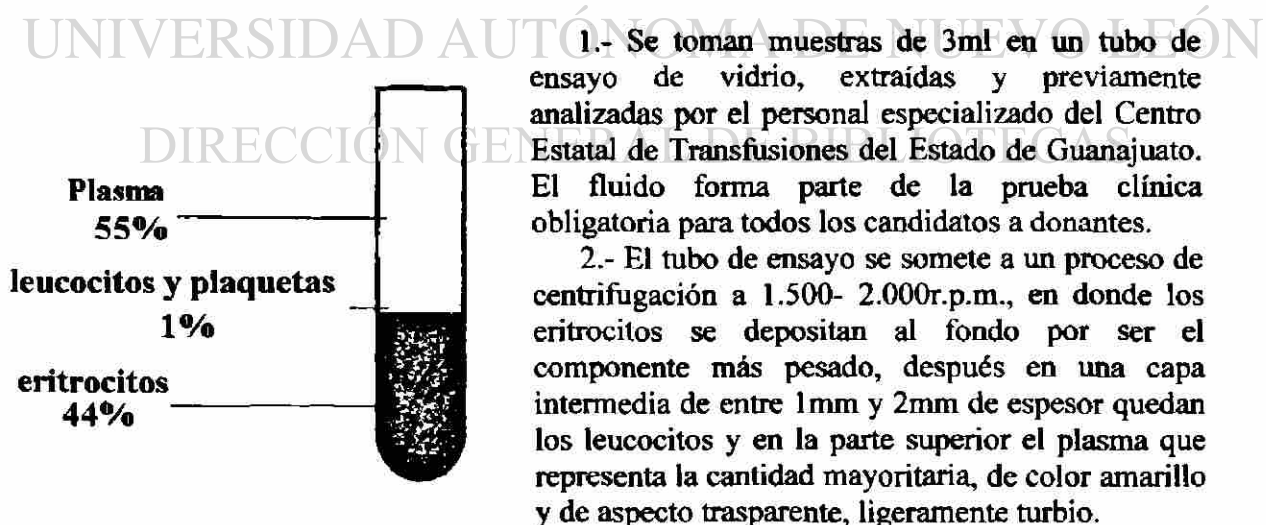 UNIVERSIDAD AUTÓNOMA DE NUEVO LEÓN
DIRECCIÓN GENERAL DE BIBLIOTECAS
Plasma
55%
leucocitos y plaquetas
1%
eritrocitos
44%
1.- Se toman muestras de 3ml en un tubo de
ensayo de vidrio, extraídas y previamente
analizadas por el personal especializado del Centro
Estatal de Transfusiones del Estado de Guanajuato.
El fluido forma parte de la prueba clínica
obligatoria para todos los candidatos a donantes.
2.- El tubo de ensayo se somete a un proceso de
centrifugación a 1.500- 2.000r.p.m., en donde los
eritrocitos se depositan al fondo por ser el
componente más pesado, después en una capa
intermedia de entre 1mm y 2mm de espesor quedan
los leucocitos y en la parte superior el plasma que
representa la cantidad mayoritaria, de color amarillo
y de aspecto trasparente, ligeramente turbio.